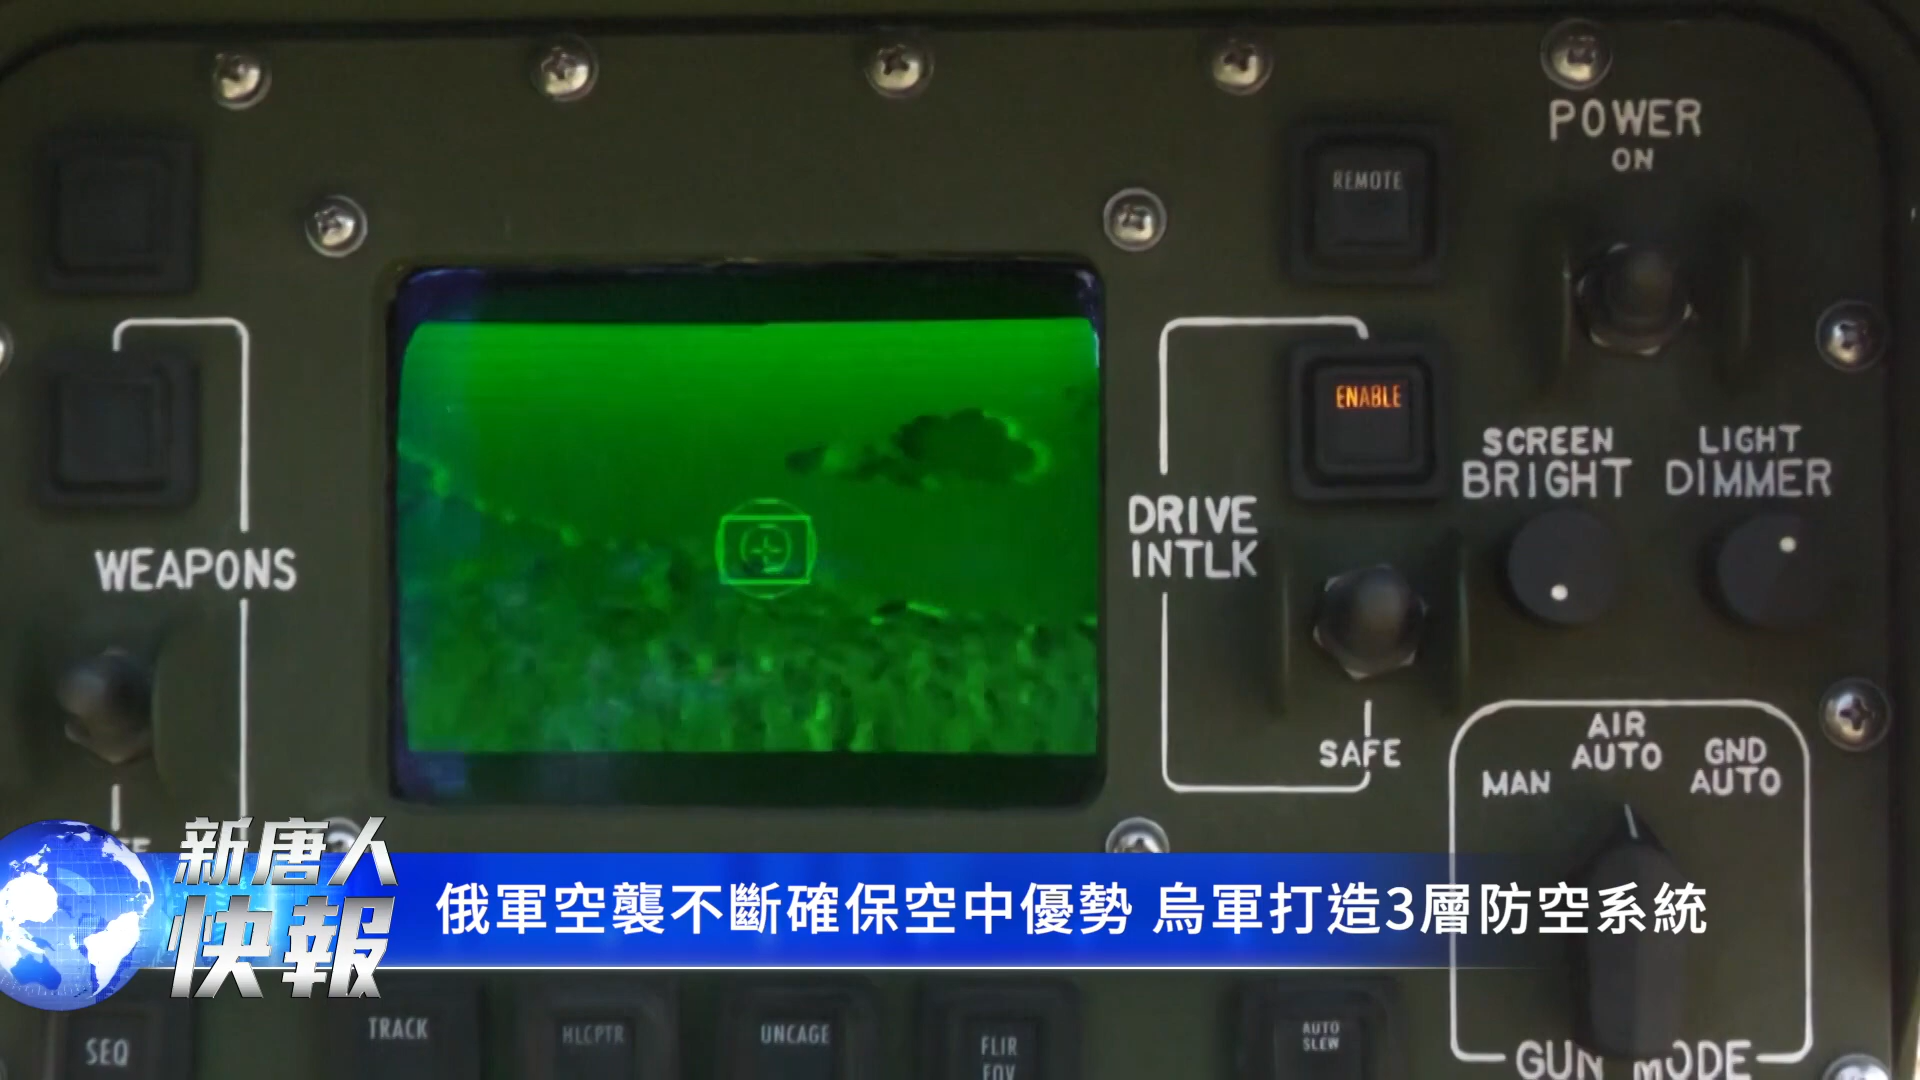 POWER
ON
REMOTE
ENABLE
SCREEN
BRIGHT
LIGHT
DIMMER
WEAPONS
DRIVE
INTLK
SAFE
MAN
AIR
AUTO
GND
AUTO
新唐人
快報
俄軍空襲不斷確保空中優勢 烏軍打造3層防空系統
SEQ
TRACK
HLCPTR
UNCAGE
FLIR
FOV
AUTO
SLEW
GUN MODE